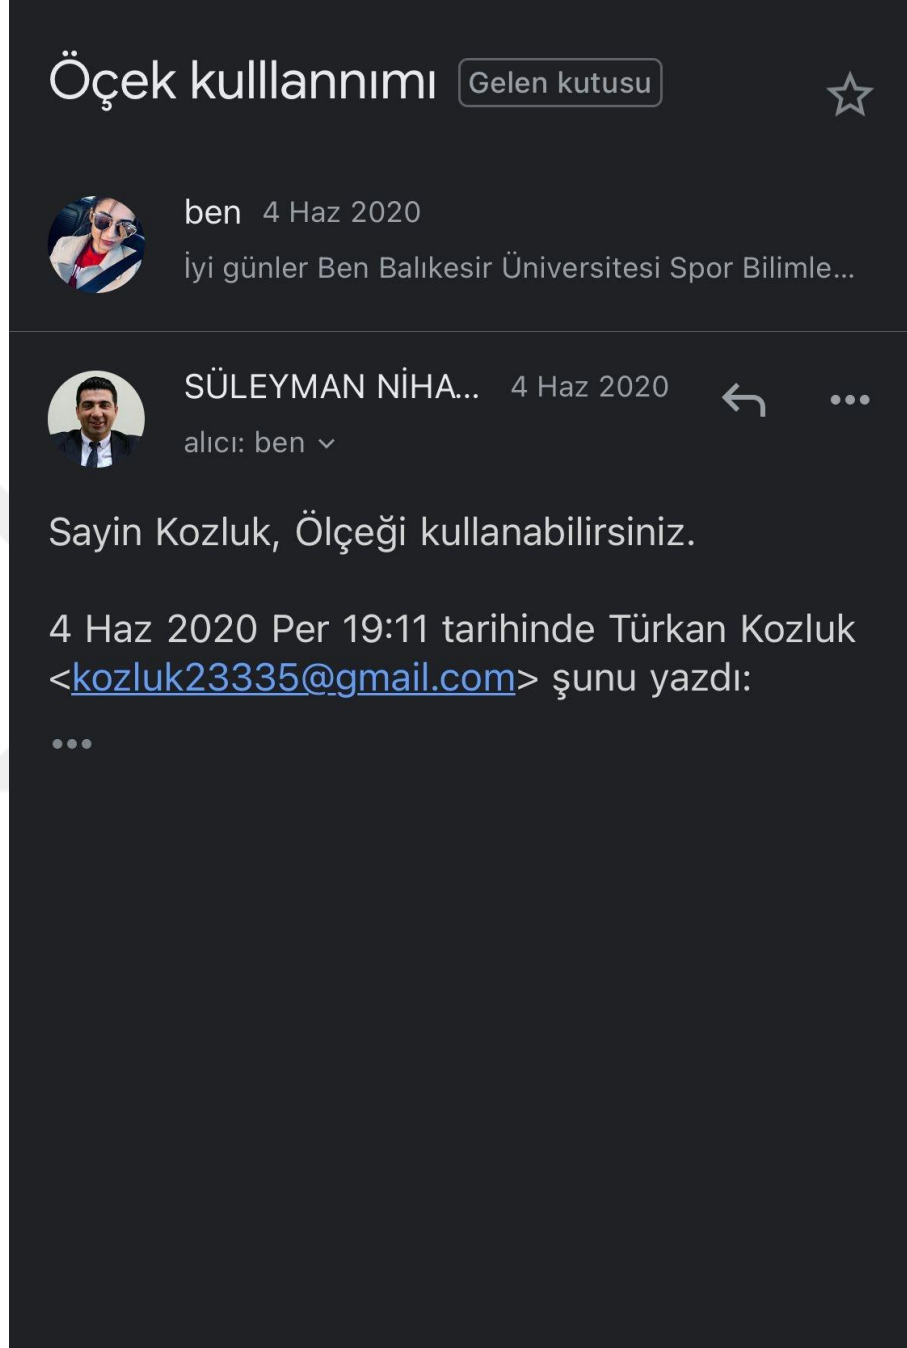 Öçek kulllannımı Gelen kutusu
ben 4 Haz 2020
İyi günler Ben Balıkesir Üniversitesi Spor Bilimle...
SÜLEYMAN NİHA... 4 Haz 2020
alıcı: ben
Sayin Kozluk, Ölçeği kullanabilirsiniz.
4 Haz 2020 Per 19:11 tarihinde Türkan Kozluk
<kozluk23335@gmail.com> şunu yazdı: